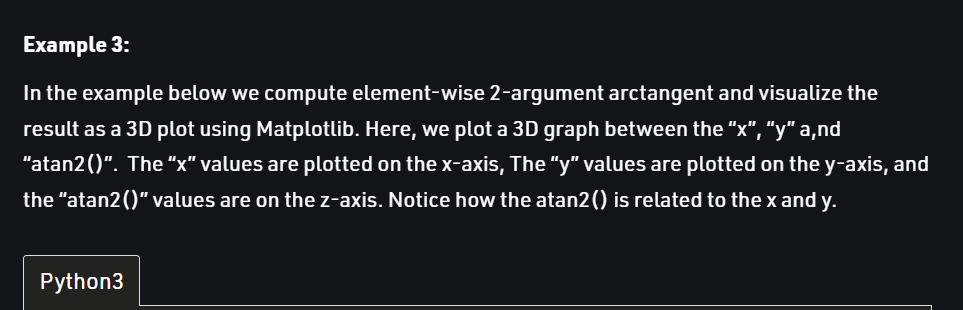 Example 3:
In the example below we compute element-wise 2-argument arctangent and visualize the
result as a 3D plot using Matplotlib. Here, we plot a 3D graph between the “x”, “y” a,nd
“atan2()”.  The “x” values are plotted on the x-axis, The “y” values are plotted on the y-axis, and
the “atan2()” values are on the z-axis. Notice how the atan2() is related to the x and y.
Python3